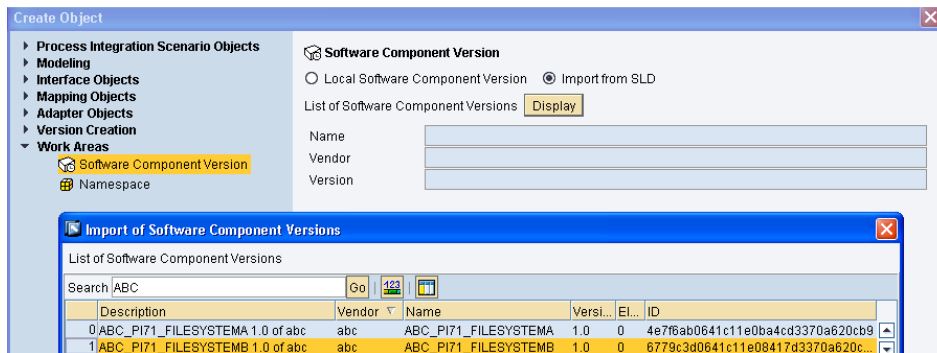 Create Object
Process Integration Scenario Objects
Modeling
Interface Objects
Mapping Objects
Adapter Objects
Version Creation
Work Areas
Software Component Version
Namespace
Software Component Version
Local Software Component Version Import from SLD
List of Software Component Versions Display
Name
Vendor
Version
Import of Software Component Versions
List of Software Component Versions
Search ABC Go 123
Description Vendor Name Versi... El... ID
0 ABC_PI71_FILESYSTEMA 1.0 of abc abc ABC_PI71_FILESYSTEMA 1.0 0 4e7f6ab0641c11e0ba4cd3370a620cb9
1 ABC_PI71_FILESYSTEMB 1.0 of abc abc ABC_PI71_FILESYSTEMB 1.0 0 6779c3d0641c11e08417d3370a620c...